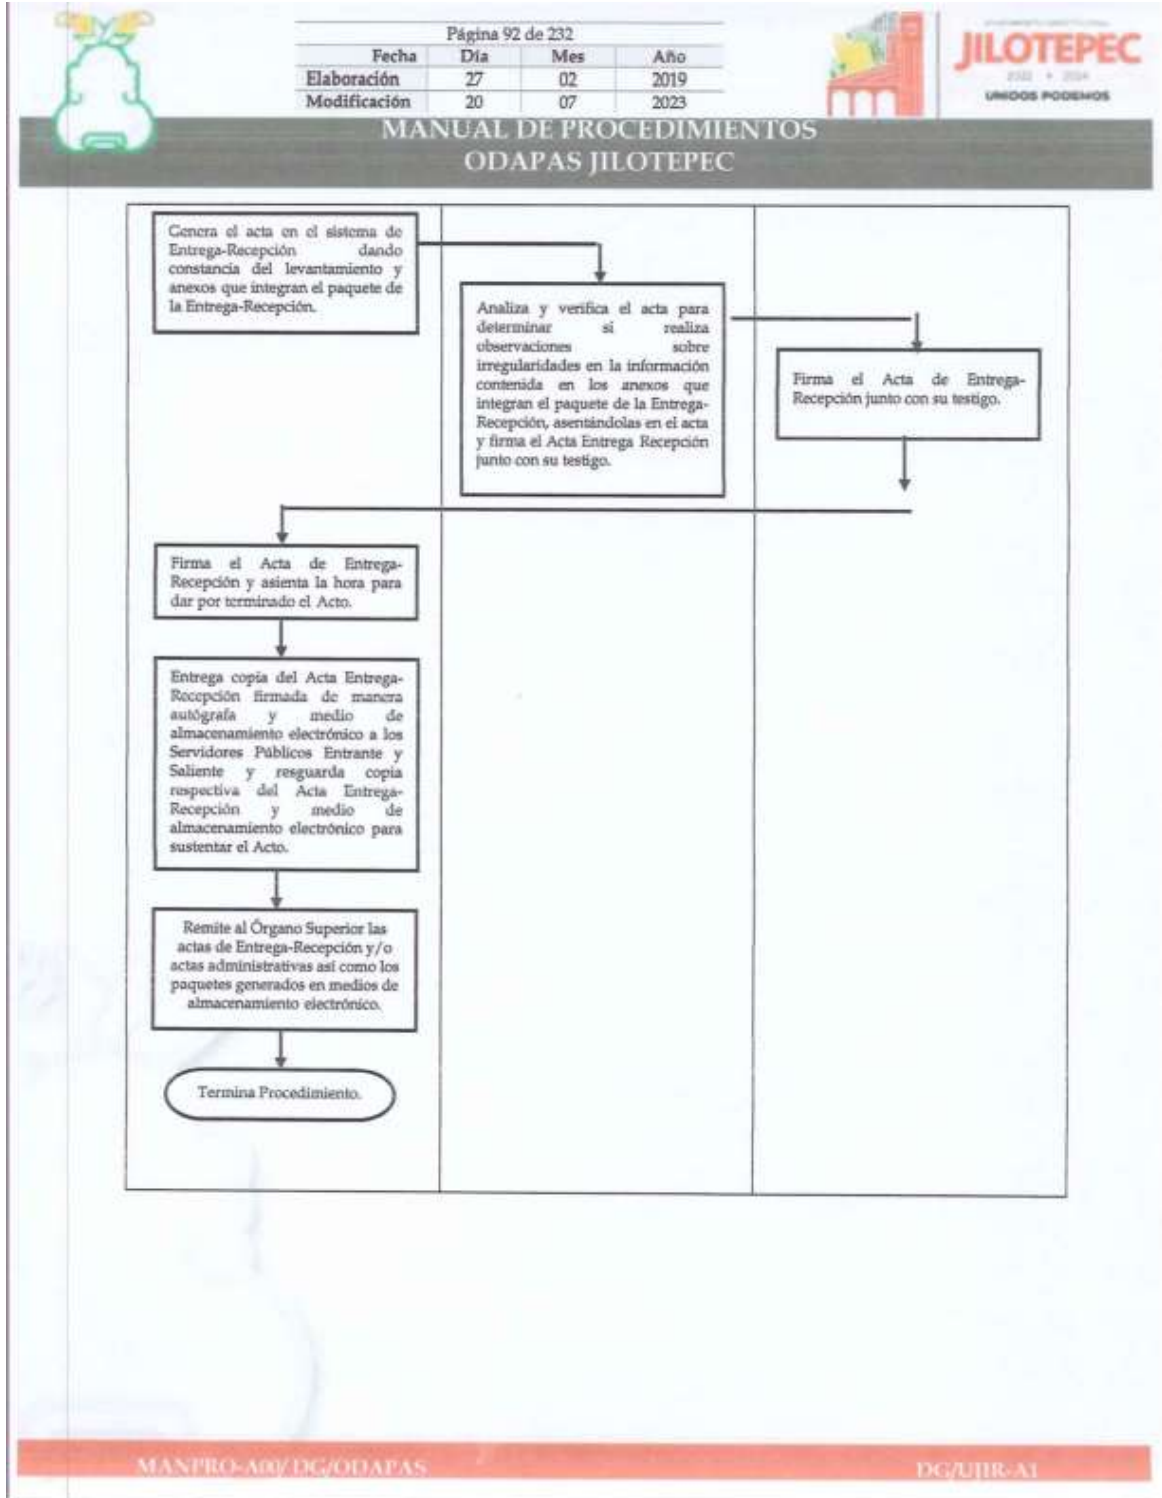 Página 92 de 232
Fecha Día Mes Año
Elaboración 27 02 2019
Modificación 20 07 2023
JILOTEPEC
2022 • 2024
UNIDOS PODEMOS
MANUAL DE PROCEDIMIENTOS
ODAPAS JILOTEPEC
Genera el acta en el sistema de
Entrega-Recepción dando
constancia del levantamiento y
anexos que integran el paquete de
la Entrega-Recepción.
Analiza y verifica el acta para
determinar si realiza
observaciones sobre
irregularidades en la información
contenida en los anexos que
integran el paquete de la Entrega-
Recepción, asentándolas en el acta
y firma el Acta Entrega Recepción
junto con su testigo.
Firma el Acta de Entrega-
Recepción junto con su testigo.
Firma el Acta de Entrega-
Recepción y asienta la hora para
dar por terminado el Acto.
Entrega copia del Acta Entrega-
Recepción firmada de manera
autógrafa y medio de
almacenamiento electrónico a los
Servidores Públicos Entrante y
Saliente y resguarda copia
respectiva del Acta Entrega-
Recepción y medio de
almacenamiento electrónico para
sustentar el Acto.
Remite al Órgano Superior las
actas de Entrega-Recepción y/o
actas administrativas así como los
paquetes generados en medios de
almacenamiento electrónico.
Termina Procedimiento.
MANPRO-A00/ DG/ODAPAS
DG/UJIR-A1